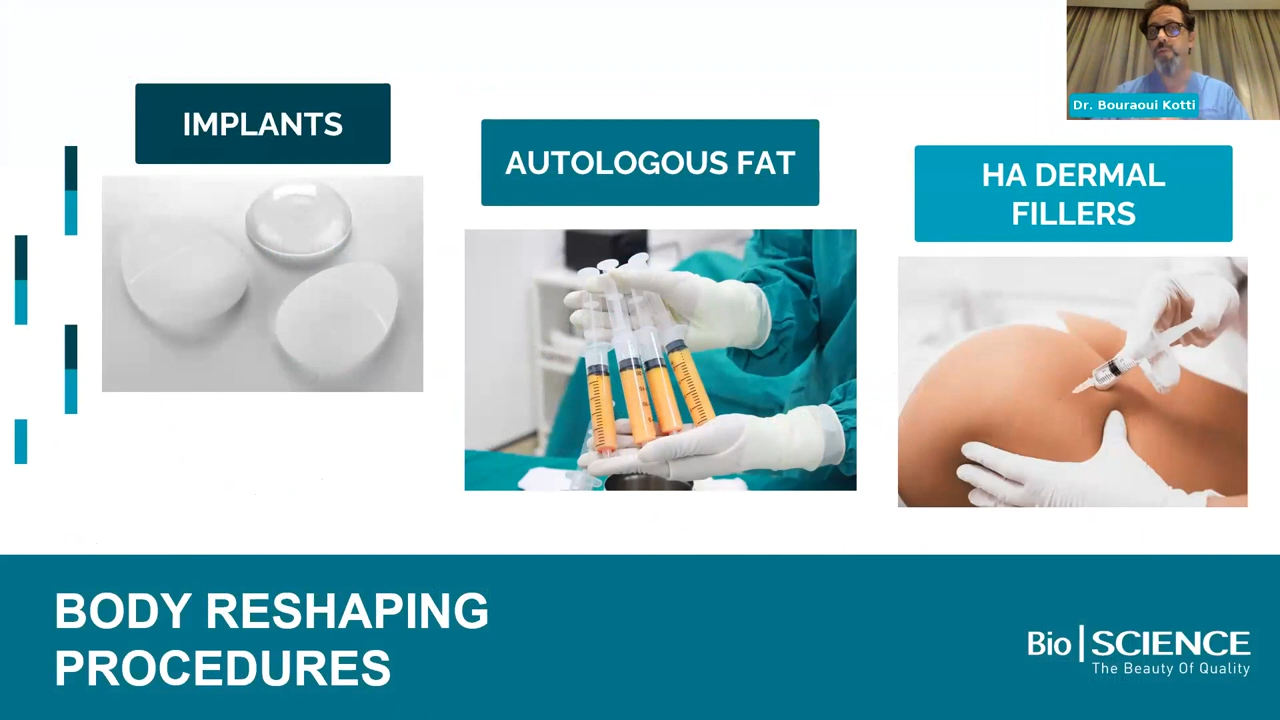 IMPLANTS
AUTOLOGOUS FAT
HA DERMAL
FILLERS
Dr. Bouraoui Kotti
BODY RESHAPING
PROCEDURES
Bio|SCIENCE
The Beauty Of Quality